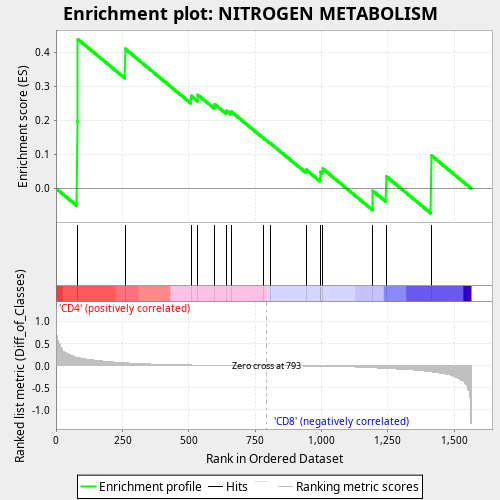 Enrichment plot: NITROGEN METABOLISM
Enrichment score (ES)
0.4
0.3
0.2
0.1
0.0
'CD4' (positively correlated)
Ranked list metric (Diff_of_Classes)
1.0
0.5
0.0
-0.5
-1.0
Zero cross at 793
'CD8' (negatively correlated)
0 250 500 750 1,000 1,250 1,500
Rank in Ordered Dataset
Enrichment profile Hits Ranking metric scores